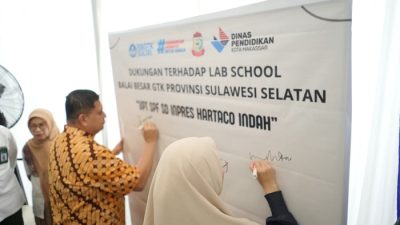 DINAS
PENDIDIKAN
KOTA MAKASSAR
DUKUNGAN TERHADAP LAB SCHOOL
BALAI BESAR GTK PROVINSI SULAWESI SELATAN
"UPT SPF SD INPRES HARTACO INDAH"